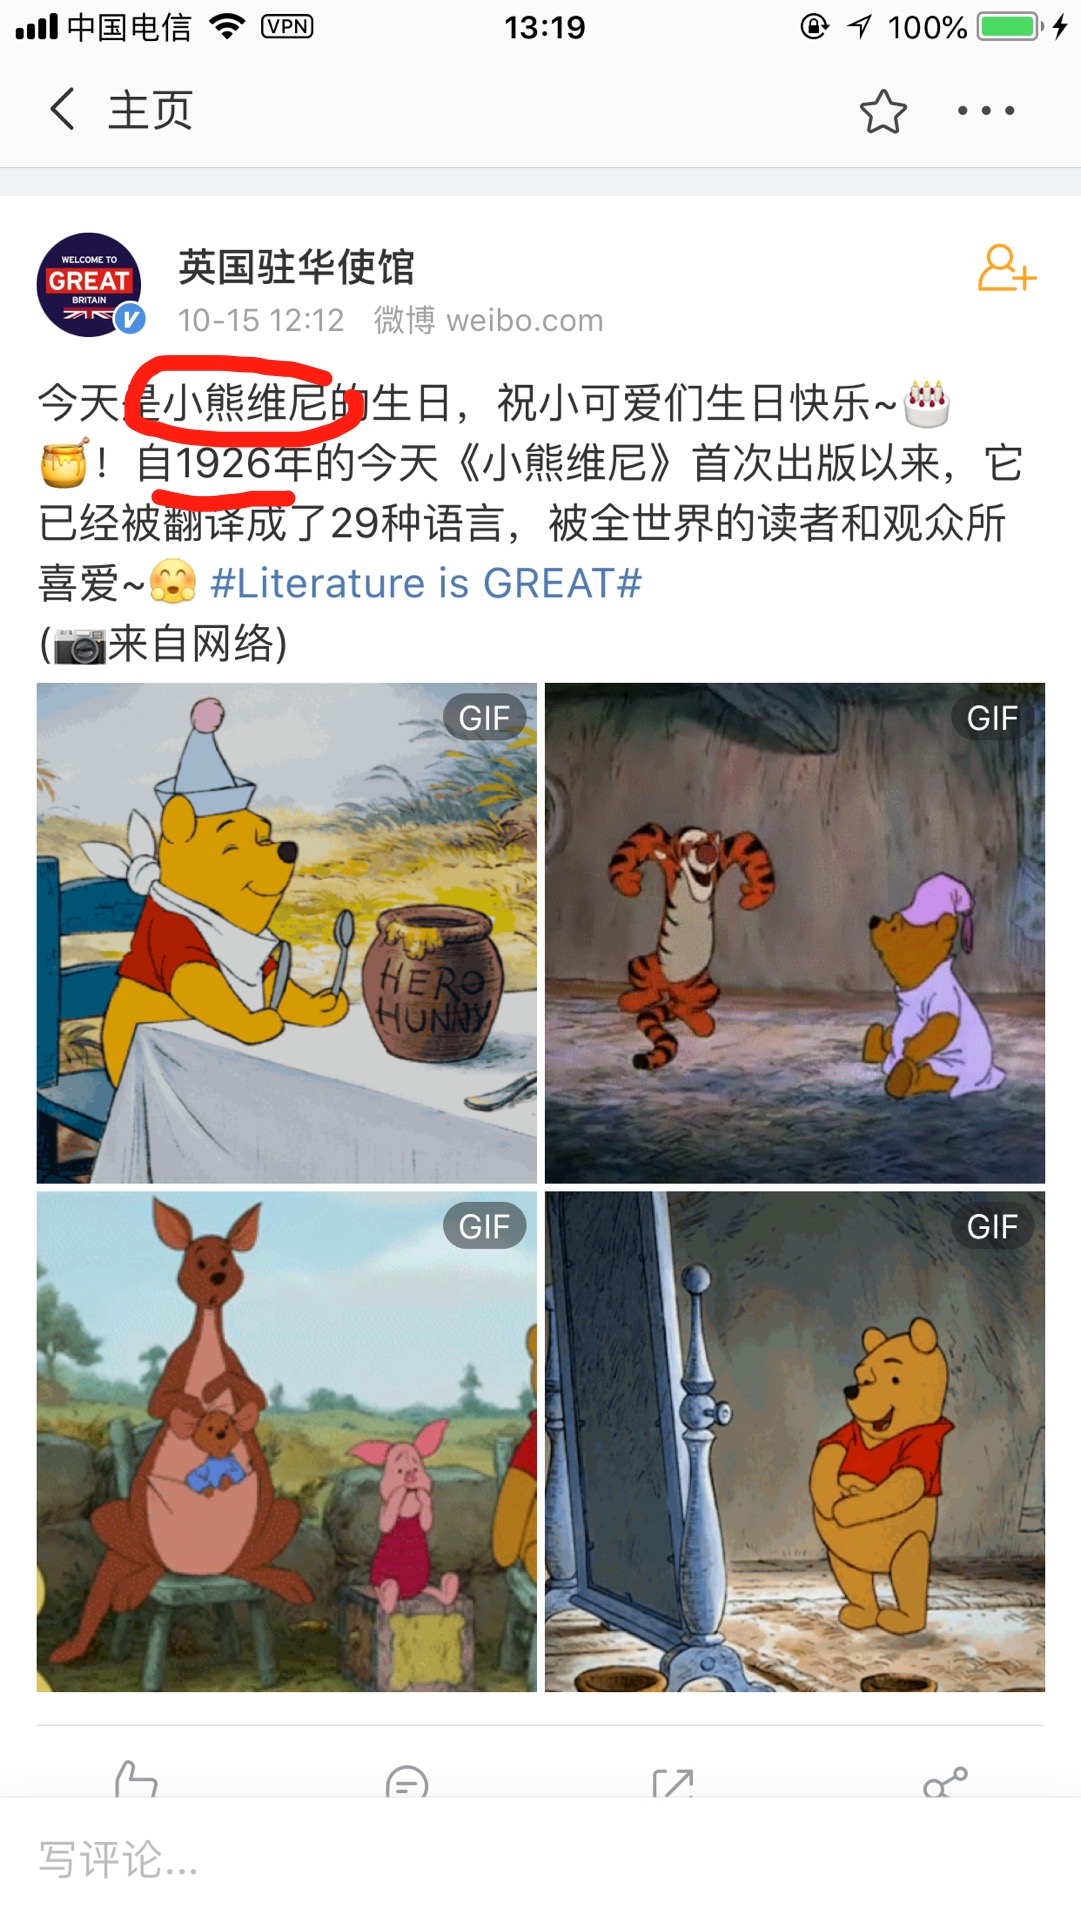 中国电信 VPN 13:19 100%
主页
WELCOME TO
GREAT
BRITAIN
英国驻华使馆
10-15 12:12 微博 weibo.com
今天是小熊维尼的生日，祝小可爱们生日快乐~
！自1926年的今天《小熊维尼》首次出版以来，它
已经被翻译成了29种语言，被全世界的读者和观众所
喜爱~ #Literature is GREAT#
(来自网络)
GIF
GIF
HERO
HUNNY
GIF
GIF
写评论...